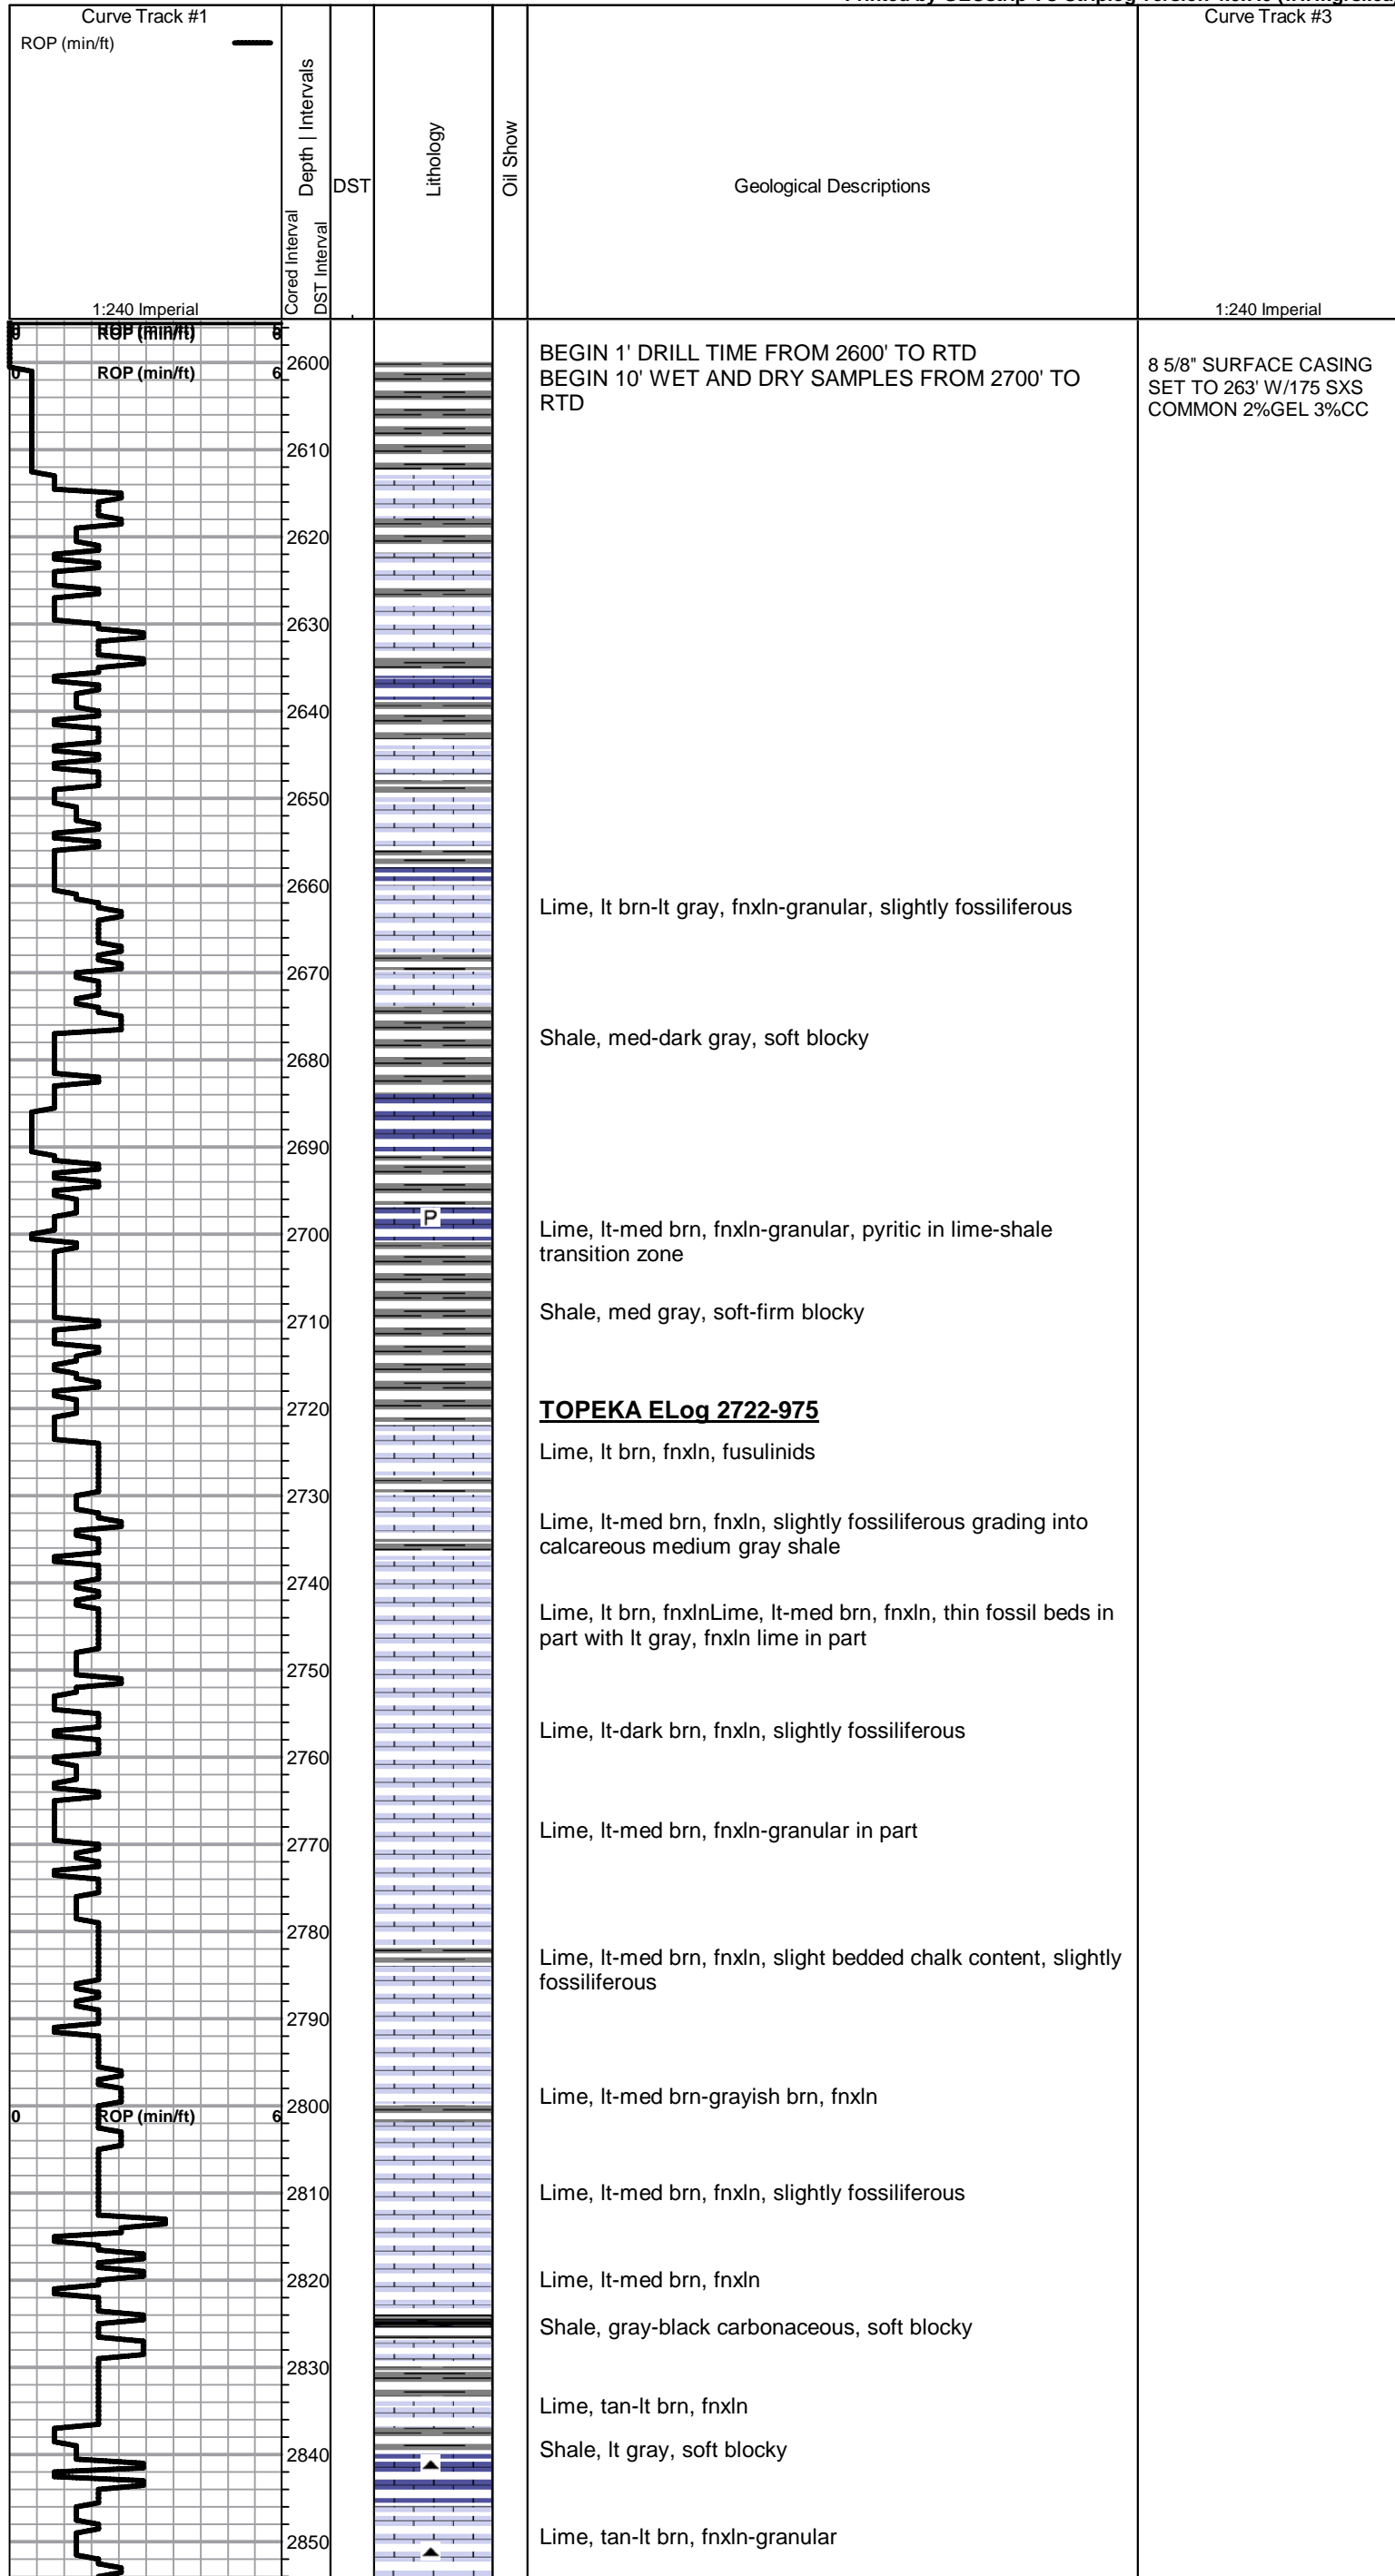 Curve Track #1
ROP (min/ft)
1:240 Imperial
Depth | Intervals
Cored Interval
DST Interval
DST
Lithology
Oil Show
Geological Descriptions
Curve Track #3
1:240 Imperial
ROP (min/ft)
6
0
ROP (min/ft)
6
2600
BEGIN 1' DRILL TIME FROM 2600' TO RTD
BEGIN 10' WET AND DRY SAMPLES FROM 2700' TO
RTD
8 5/8" SURFACE CASING
SET TO 263' W/175 SXS
COMMON 2%GEL 3%CC
2610
2620
2630
2640
2650
2660
Lime, lt brn-lt gray, fnxln-granular, slightly fossiliferous
2670
Shale, med-dark gray, soft blocky
2680
2690
P
2700
Lime, lt-med brn, fnxln-granular, pyritic in lime-shale
transition zone
Shale, med gray, soft-firm blocky
2710
2720
TOPEKA ELog 2722-975
Lime, lt brn, fnxln, fusulinids
2730
Lime, lt-med brn, fnxln, slightly fossiliferous grading into
calcareous medium gray shale
2740
Lime, lt brn, fnxlnLime, lt-med brn, fnxln, thin fossil beds in
part with lt gray, fnxln lime in part
2750
Lime, lt-dark brn, fnxln, slightly fossiliferous
2760
Lime, lt-med brn, fnxln-granular in part
2770
2780
Lime, lt-med brn, fnxln, slight bedded chalk content, slightly
fossiliferous
2790
Lime, lt-med brn-grayish brn, fnxln
0
ROP (min/ft)
6
2800
2810
Lime, lt-med brn, fnxln, slightly fossiliferous
2820
Lime, lt-med brn, fnxln
Shale, gray-black carbonaceous, soft blocky
2830
Lime, tan-lt brn, fnxln
2840
Shale, lt gray, soft blocky
2850
Lime, tan-lt brn, fnxln-granular